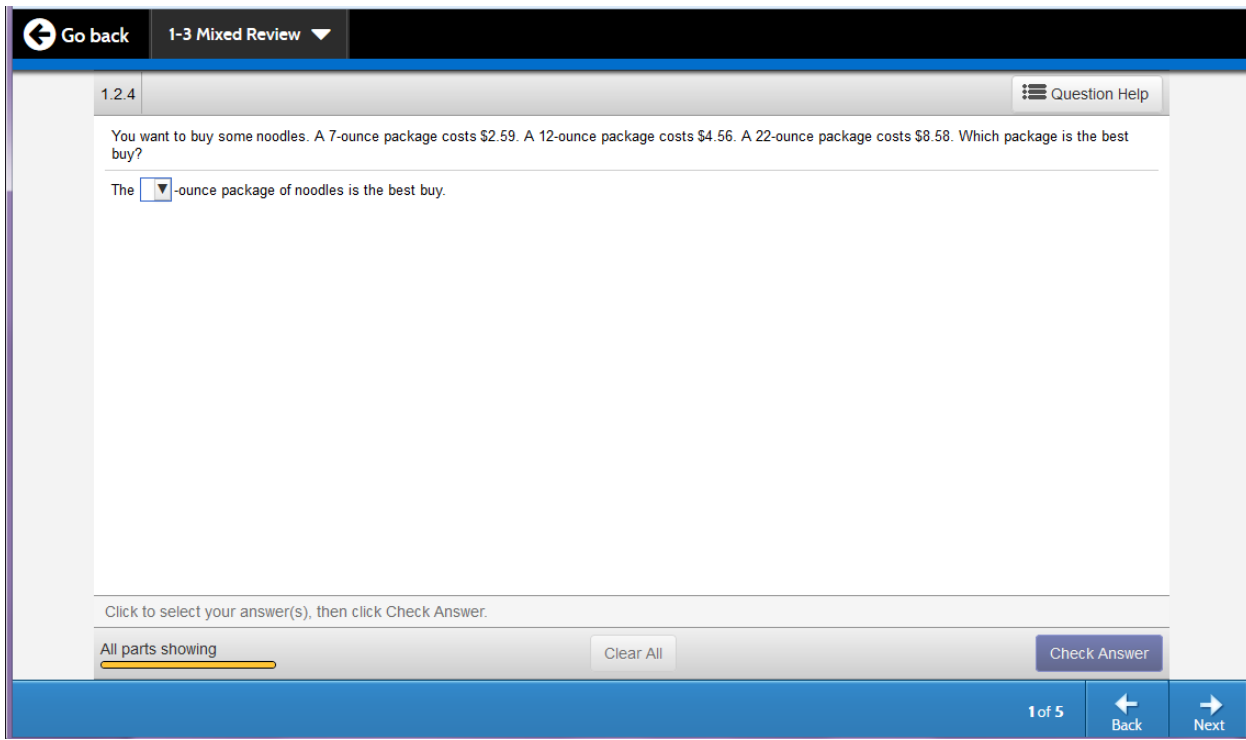 Go back 1-3 Mixed Review
1.2.4 Question Help
You want to buy some noodles. A 7-ounce package costs $2.59. A 12-ounce package costs $4.56. A 22-ounce package costs $8.58. Which package is the best
buy?
The -ounce package of noodles is the best buy.
Click to select your answer(s), then click Check Answer.
All parts showing Clear All Check Answer
1 of 5 Back Next